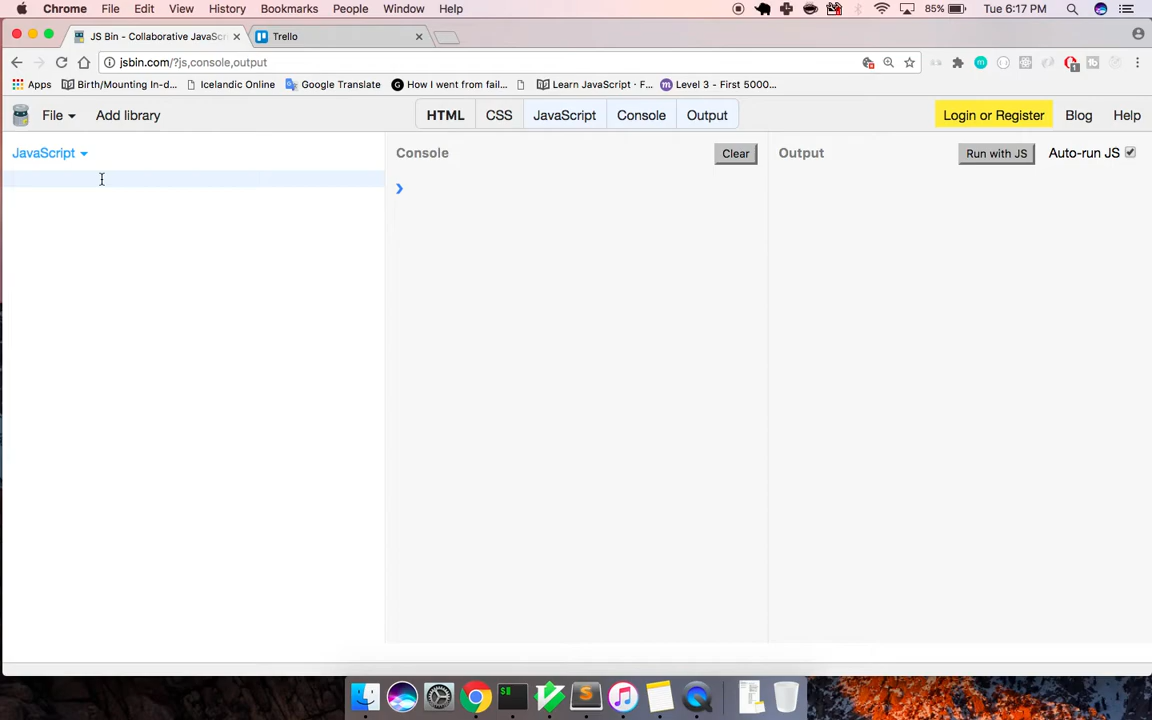 Chrome File Edit View History Bookmarks People Window Help 85% Tue 6:17 PM
JS Bin - Collaborative JavaScri Trello
jsbin.com/?js,console,output
Apps Birth/Mounting In-d... Icelandic Online Google Translate How I went from fail... Learn JavaScript · F... Level 3 - First 5000...
File Add library HTML CSS JavaScript Console Output Login or Register Blog Help
JavaScript Console Clear Output Run with JS Auto-run JS